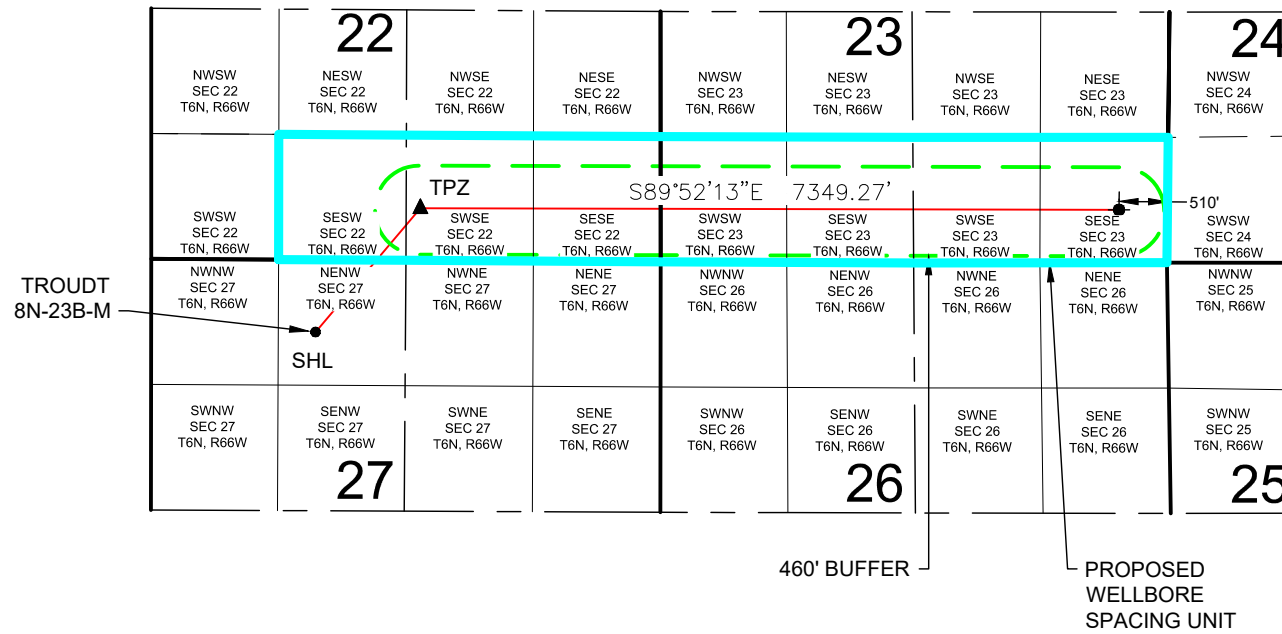 22
23
24
NWSW
SEC 22
T6N, R66W
NESW
SEC 22
T6N, R66W
NWSE
SEC 22
T6N, R66W
NESE
SEC 22
T6N, R66W
NWSW
SEC 23
T6N, R66W
NESW
SEC 23
T6N, R66W
NWSE
SEC 23
T6N, R66W
NESE
SEC 23
T6N, R66W
NWSW
SEC 24
T6N, R66W
TPZ
S89°52'13"E 7349.27'
510'
SWSW
SEC 22
T6N, R66W
SESW
SEC 22
T6N, R66W
SWSE
SEC 22
T6N, R66W
SESE
SEC 22
T6N, R66W
SWSW
SEC 23
T6N, R66W
SESW
SEC 23
T6N, R66W
SWSE
SEC 23
T6N, R66W
SESE
SEC 23
T6N, R66W
SWSW
SEC 24
T6N, R66W
NWNW
SEC 27
T6N, R66W
NENW
SEC 27
T6N, R66W
NWNE
SEC 27
T6N, R66W
NENE
SEC 27
T6N, R66W
NWNW
SEC 26
T6N, R66W
NENW
SEC 26
T6N, R66W
NWNE
SEC 26
T6N, R66W
NENE
SEC 26
T6N, R66W
NWNW
SEC 25
T6N, R66W
TROUDT
8N-23B-M
SHL
SWNW
SEC 27
T6N, R66W
SENW
SEC 27
T6N, R66W
SWNE
SEC 27
T6N, R66W
SENE
SEC 27
T6N, R66W
SWNW
SEC 26
T6N, R66W
SENW
SEC 26
T6N, R66W
SWNE
SEC 26
T6N, R66W
SENE
SEC 26
T6N, R66W
SWNW
SEC 25
T6N, R66W
27
26
25
460' BUFFER
PROPOSED
WELLBORE
SPACING UNIT